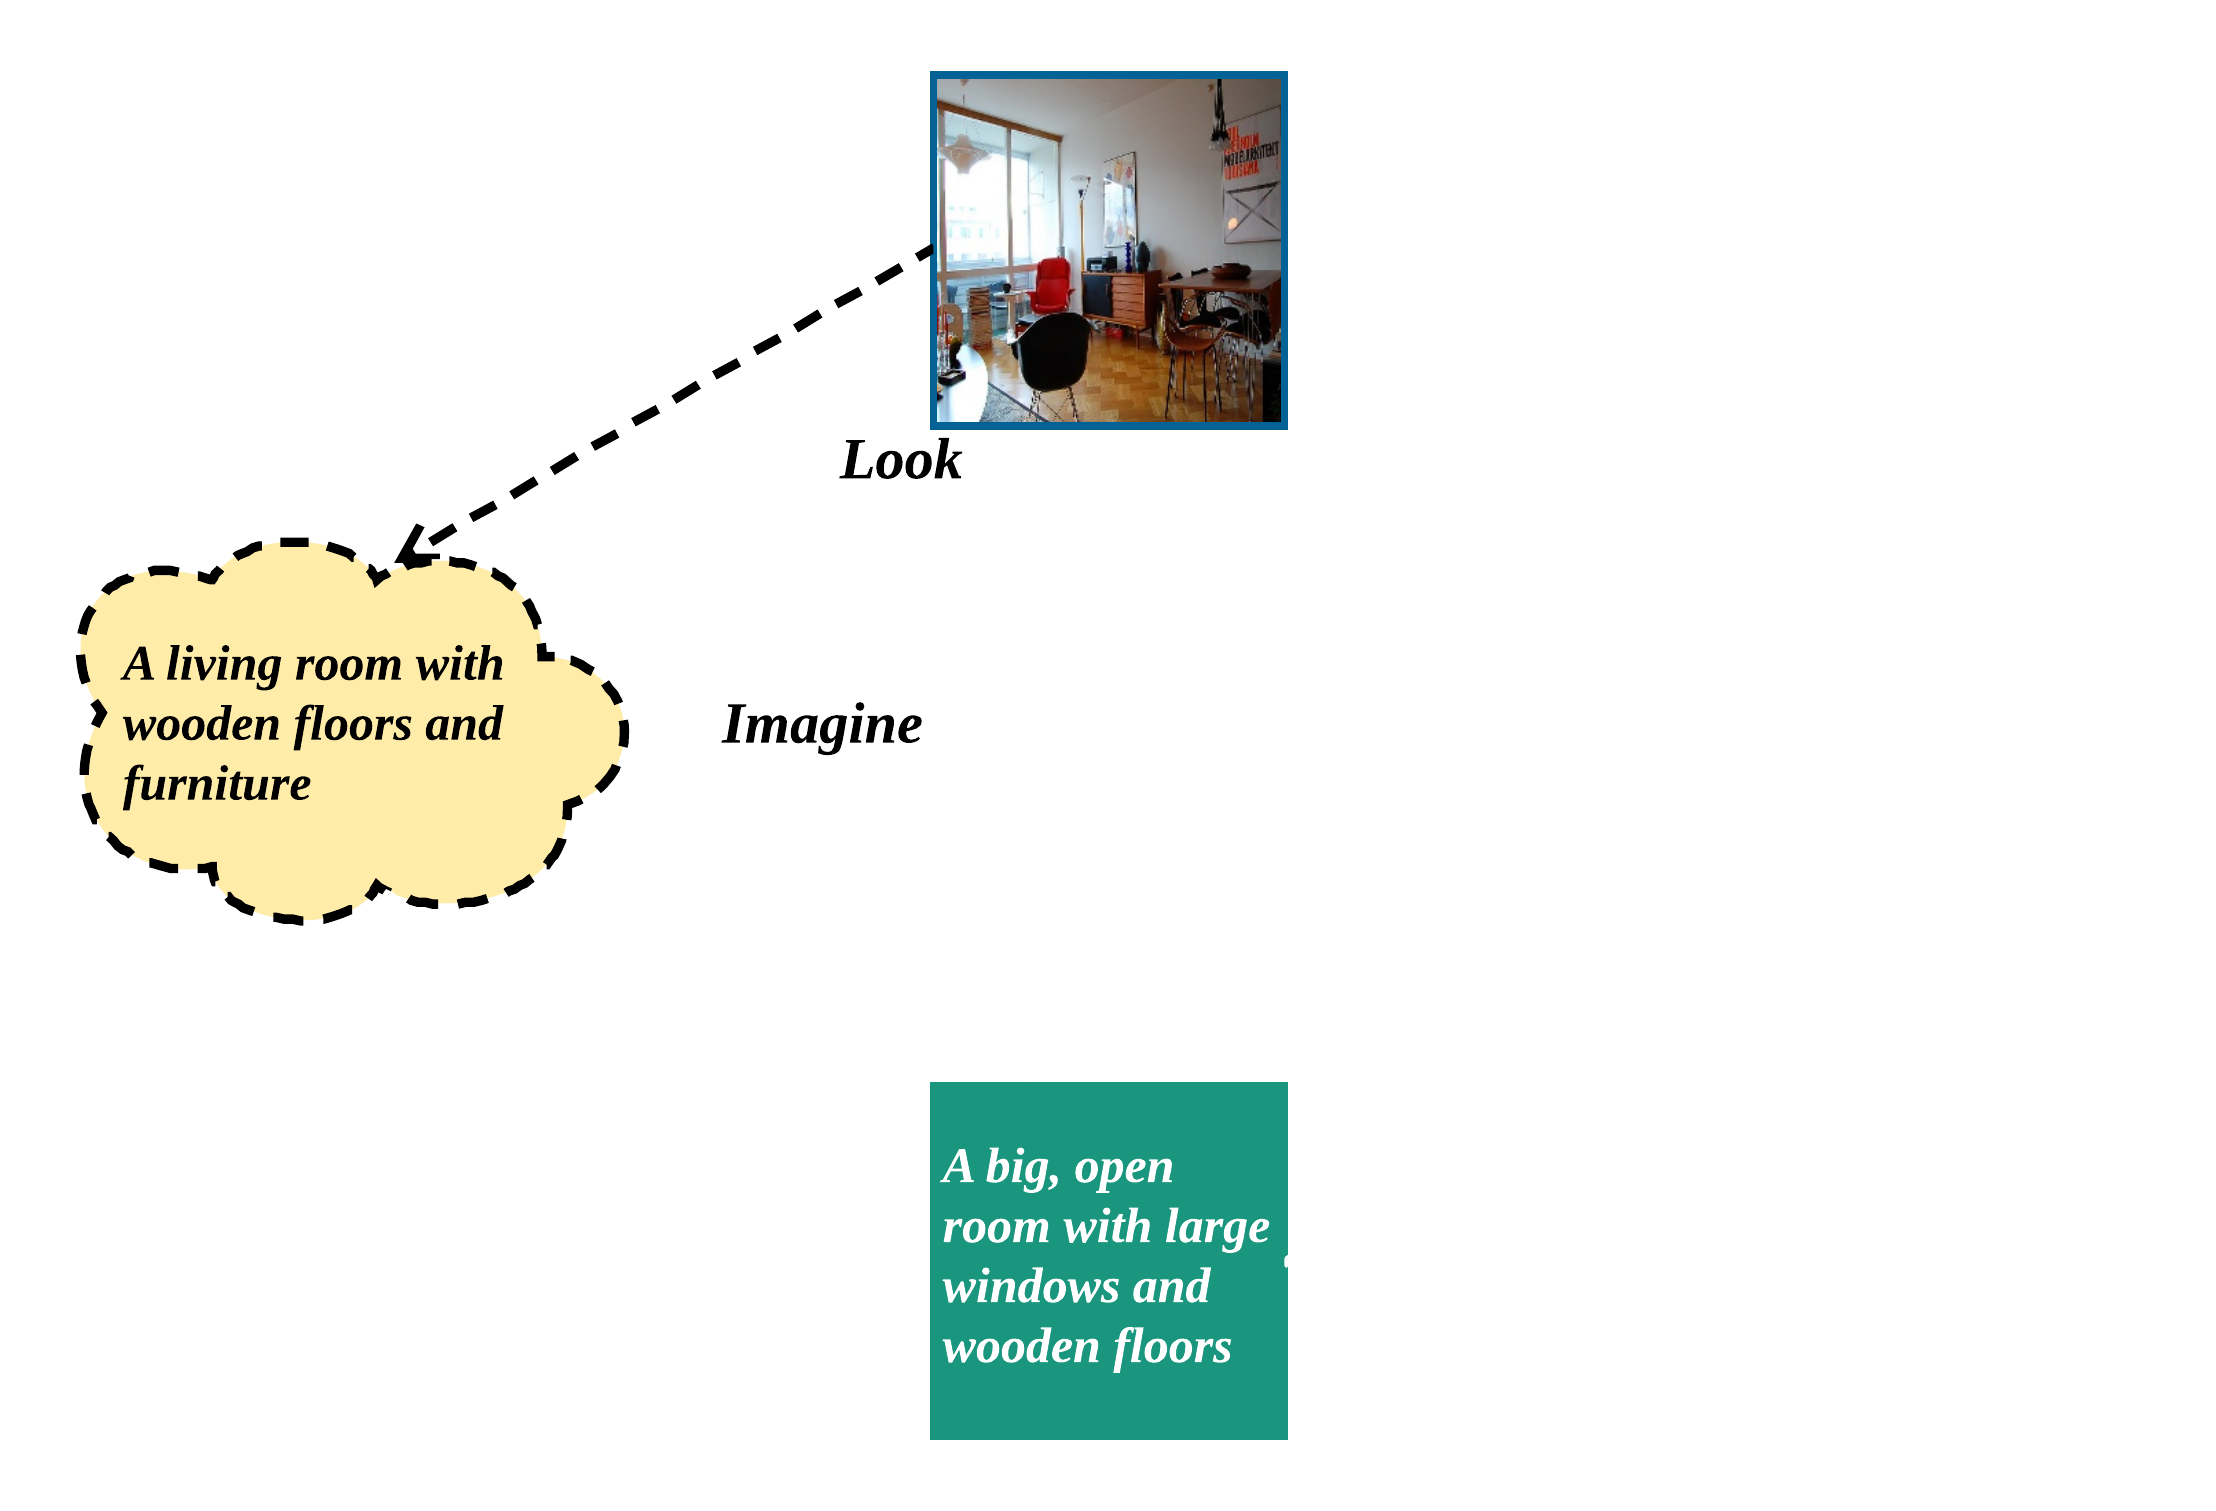 Look
A living room with
wooden floors and
furniture
Imagine
A big, open
room with large
windows and
wooden floors